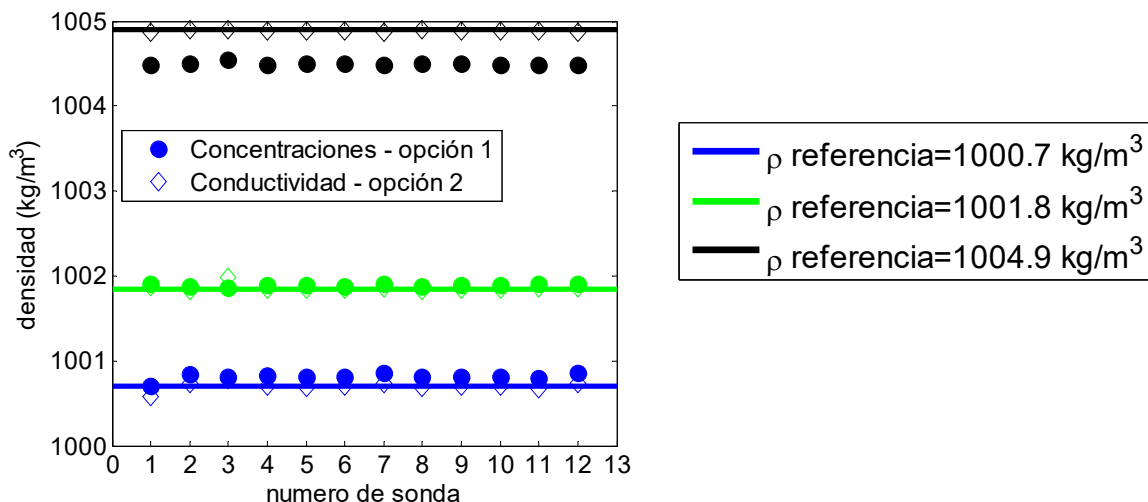 1005
1004
1003
1002
1001
1000
densidad (kg/m³)
Concentraciones - opción 1
Conductividad - opción 2
0 1 2 3 4 5 6 7 8 9 10 11 12 13
numero de sonda
ρ referencia=1000.7 kg/m³
ρ referencia=1001.8 kg/m³
ρ referencia=1004.9 kg/m³